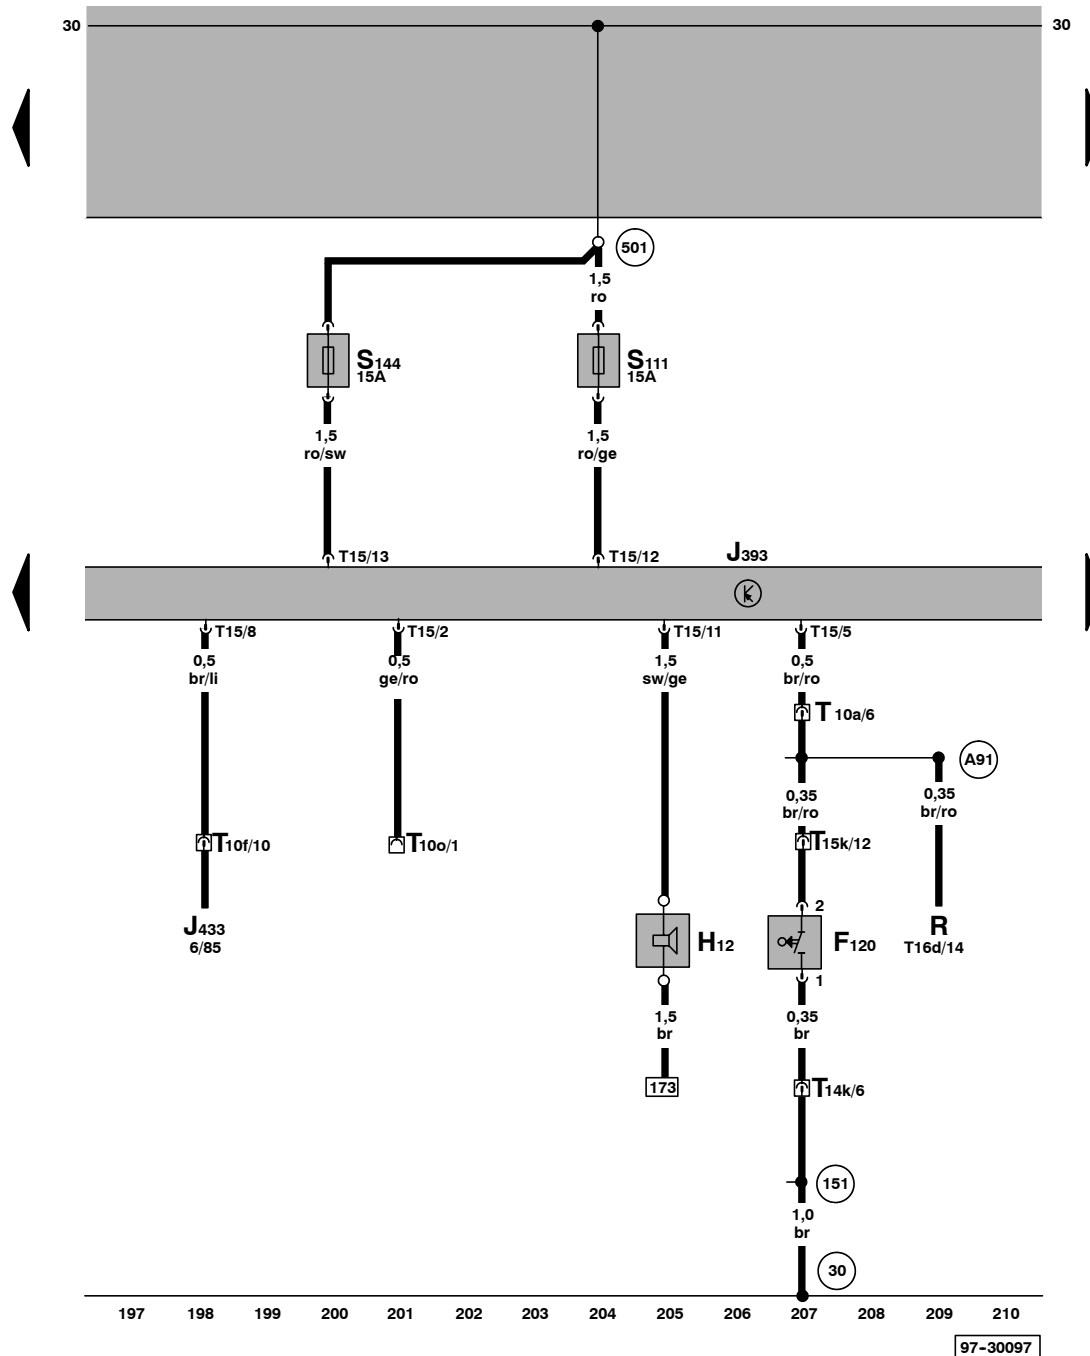 30 30
501
1,5
ro
S144
15A
S111
15A
1,5
ro/sw
1,5
ro/ge
T15/13
T15/12
J393
T15/8
T15/2
T15/11
T15/5
0,5
br/li
0,5
ge/ro
1,5
sw/ge
0,5
br/ro
T 10a/6
A91
0,35
br/ro
0,35
br/ro
T10f/10
T10o/1
T15k/12
2
J433
6/85
H12
F120
R
T16d/14
1
1,5
br
0,35
br
173
T14k/6
151
1,0
br
30
197 198 199 200 201 202 203 204 205 206 207 208 209 210
97-30097